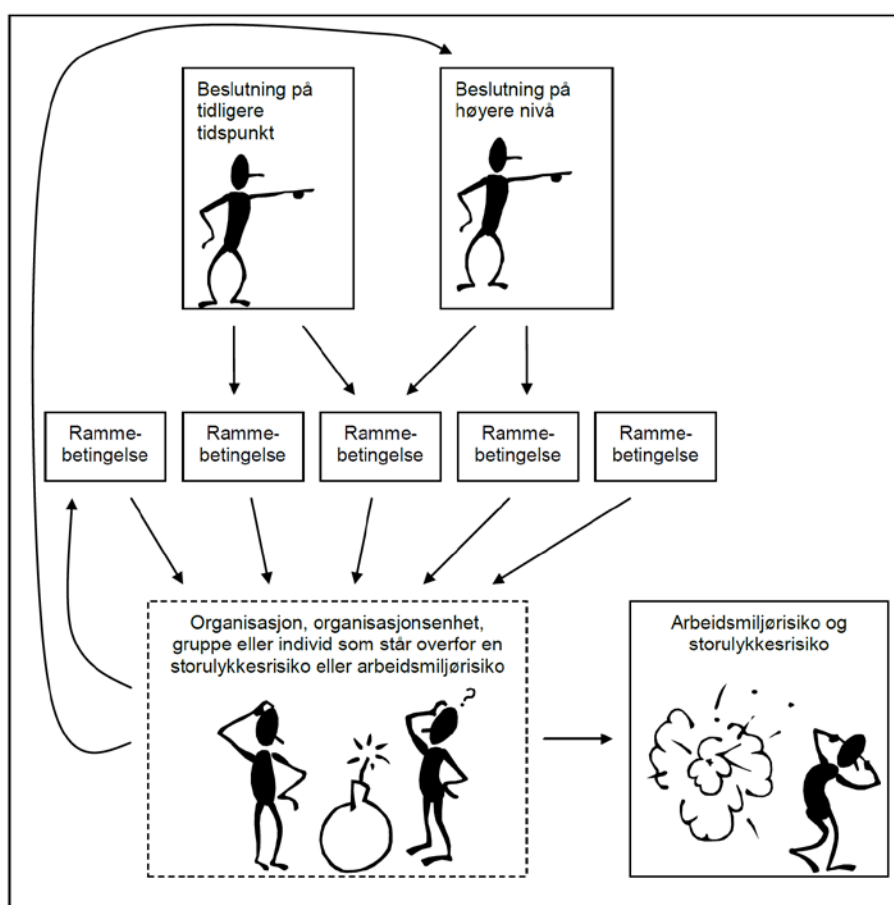 Beslutning på
tidligere
tidspunkt
Beslutning på
høyere nivå
Ramme-
betingelse
Ramme-
betingelse
Ramme-
betingelse
Ramme-
betingelse
Ramme-
betingelse
Organisasjon, organisasjonsenhet,
gruppe eller individ som står overfor en
storulykkesrisiko eller arbeidsmiljørisiko
?
Arbeidsmiljørisiko og
storulykkesrisiko